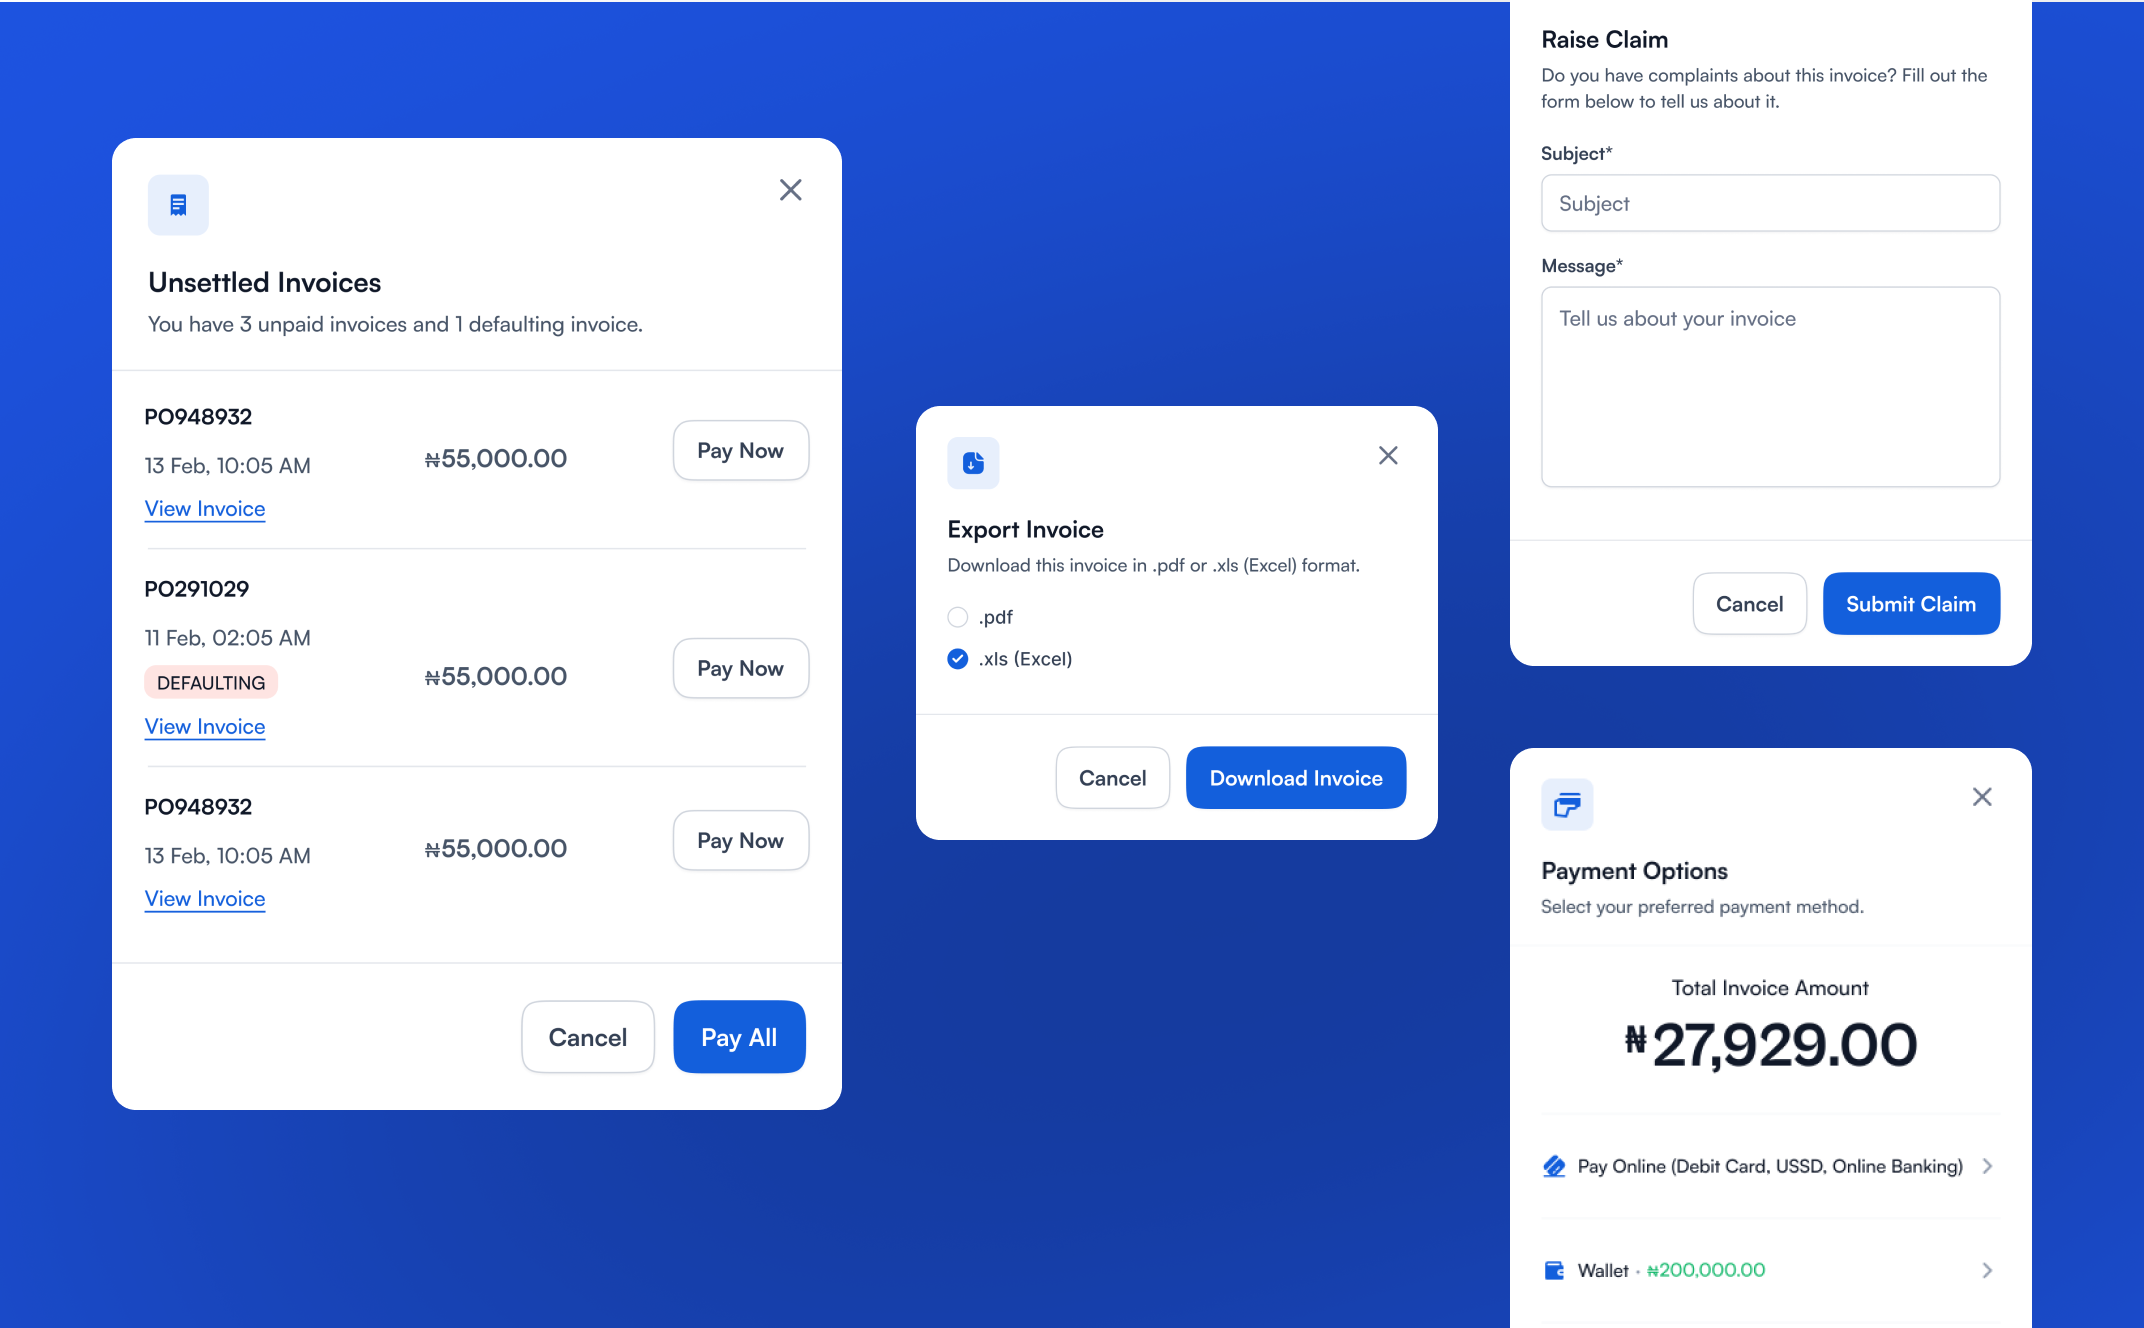 Unsettled Invoices
You have 3 unpaid invoices and 1 defaulting invoice.
PO948932
13 Feb, 10:05 AM
View Invoice
₦55,000.00
Pay Now
PO291029
11 Feb, 02:05 AM
DEFAULTING
View Invoice
₦55,000.00
Pay Now
PO948932
13 Feb, 10:05 AM
View Invoice
₦55,000.00
Pay Now
Cancel
Pay All
Export Invoice
Download this invoice in .pdf or .xls (Excel) format.
.pdf
.xls (Excel)
Cancel
Download Invoice
Raise Claim
Do you have complaints about this invoice? Fill out the
form below to tell us about it.
Subject*
Subject
Message*
Tell us about your invoice
Cancel
Submit Claim
Payment Options
Select your preferred payment method.
Total Invoice Amount
₦27,929.00
Pay Online (Debit Card, USSD, Online Banking)
Wallet · ₦200,000.00